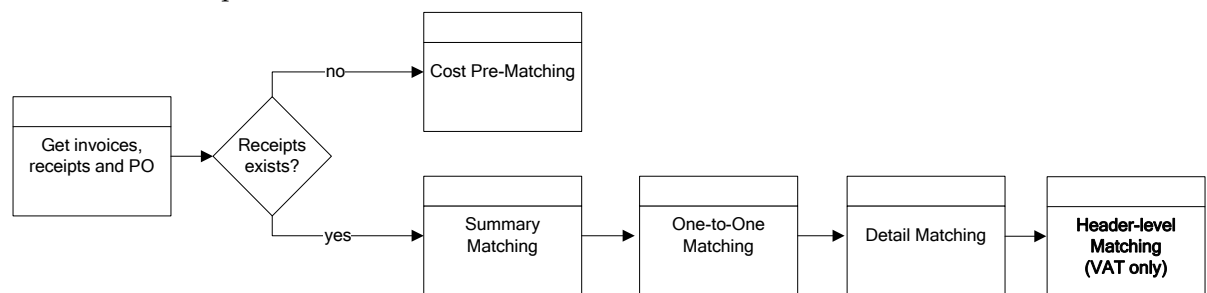 no
Cost Pre-Matching
Get invoices,
receipts and PO
Receipts
exists?
yes
Summary
Matching
One-to-One
Matching
Detail Matching
Header-level
Matching
(VAT only)